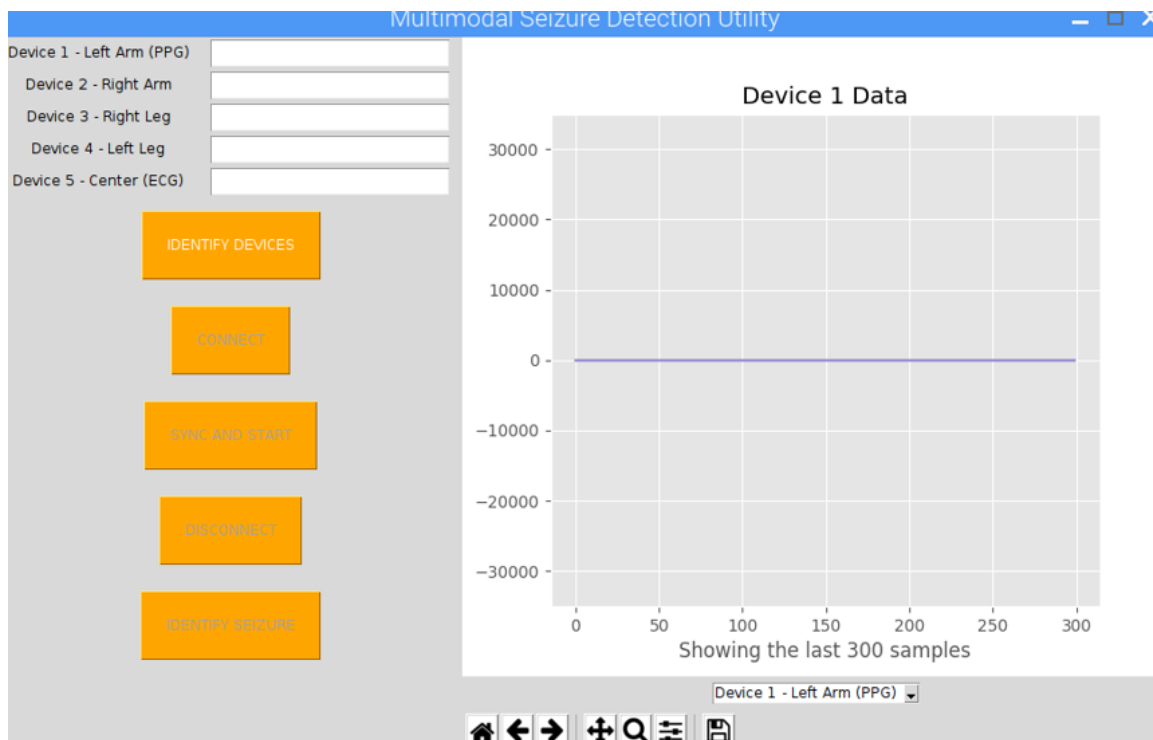 Multimodal Seizure Detection Utility
Device 1 - Left Arm (PPG)
Device 2 - Right Arm
Device 3 - Right Leg
Device 4 - Left Leg
Device 5 - Center (ECG)
IDENTIFY DEVICES
CONNECT
SYNC AND START
DISCONNECT
IDENTIFY SEIZURE
Device 1 Data
30000
20000
10000
0
−10000
−20000
−30000
0 50 100 150 200 250 300
Showing the last 300 samples
Device 1 - Left Arm (PPG)